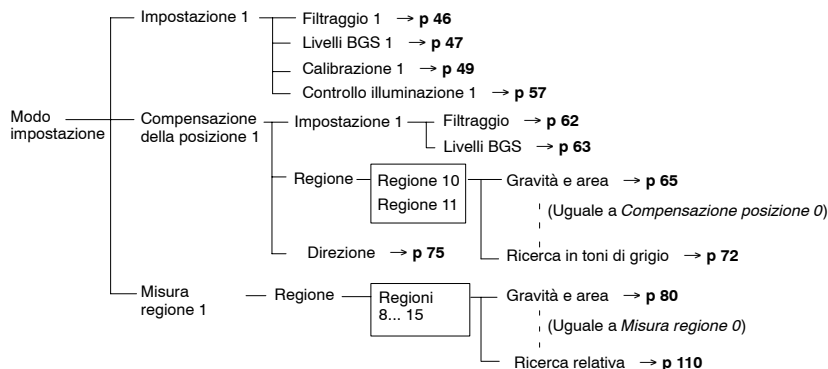 Impostazione 1
Filtraggio 1 → p 46
Livelli BGS 1 → p 47
Calibrazione 1 → p 49
Controllo illuminazione 1 → p 57
Modo
impostazione
Compensazione
della posizione 1
Impostazione 1
Filtraggio → p 62
Livelli BGS → p 63
Regione
Regione 10
Regione 11
Gravità e area → p 65
(Uguale a Compensazione posizione 0)
Ricerca in toni di grigio → p 72
Direzione → p 75
Misura
regione 1
Regione
Regioni
8... 15
Gravità e area → p 80
(Uguale a Misura regione 0)
Ricerca relativa → p 110